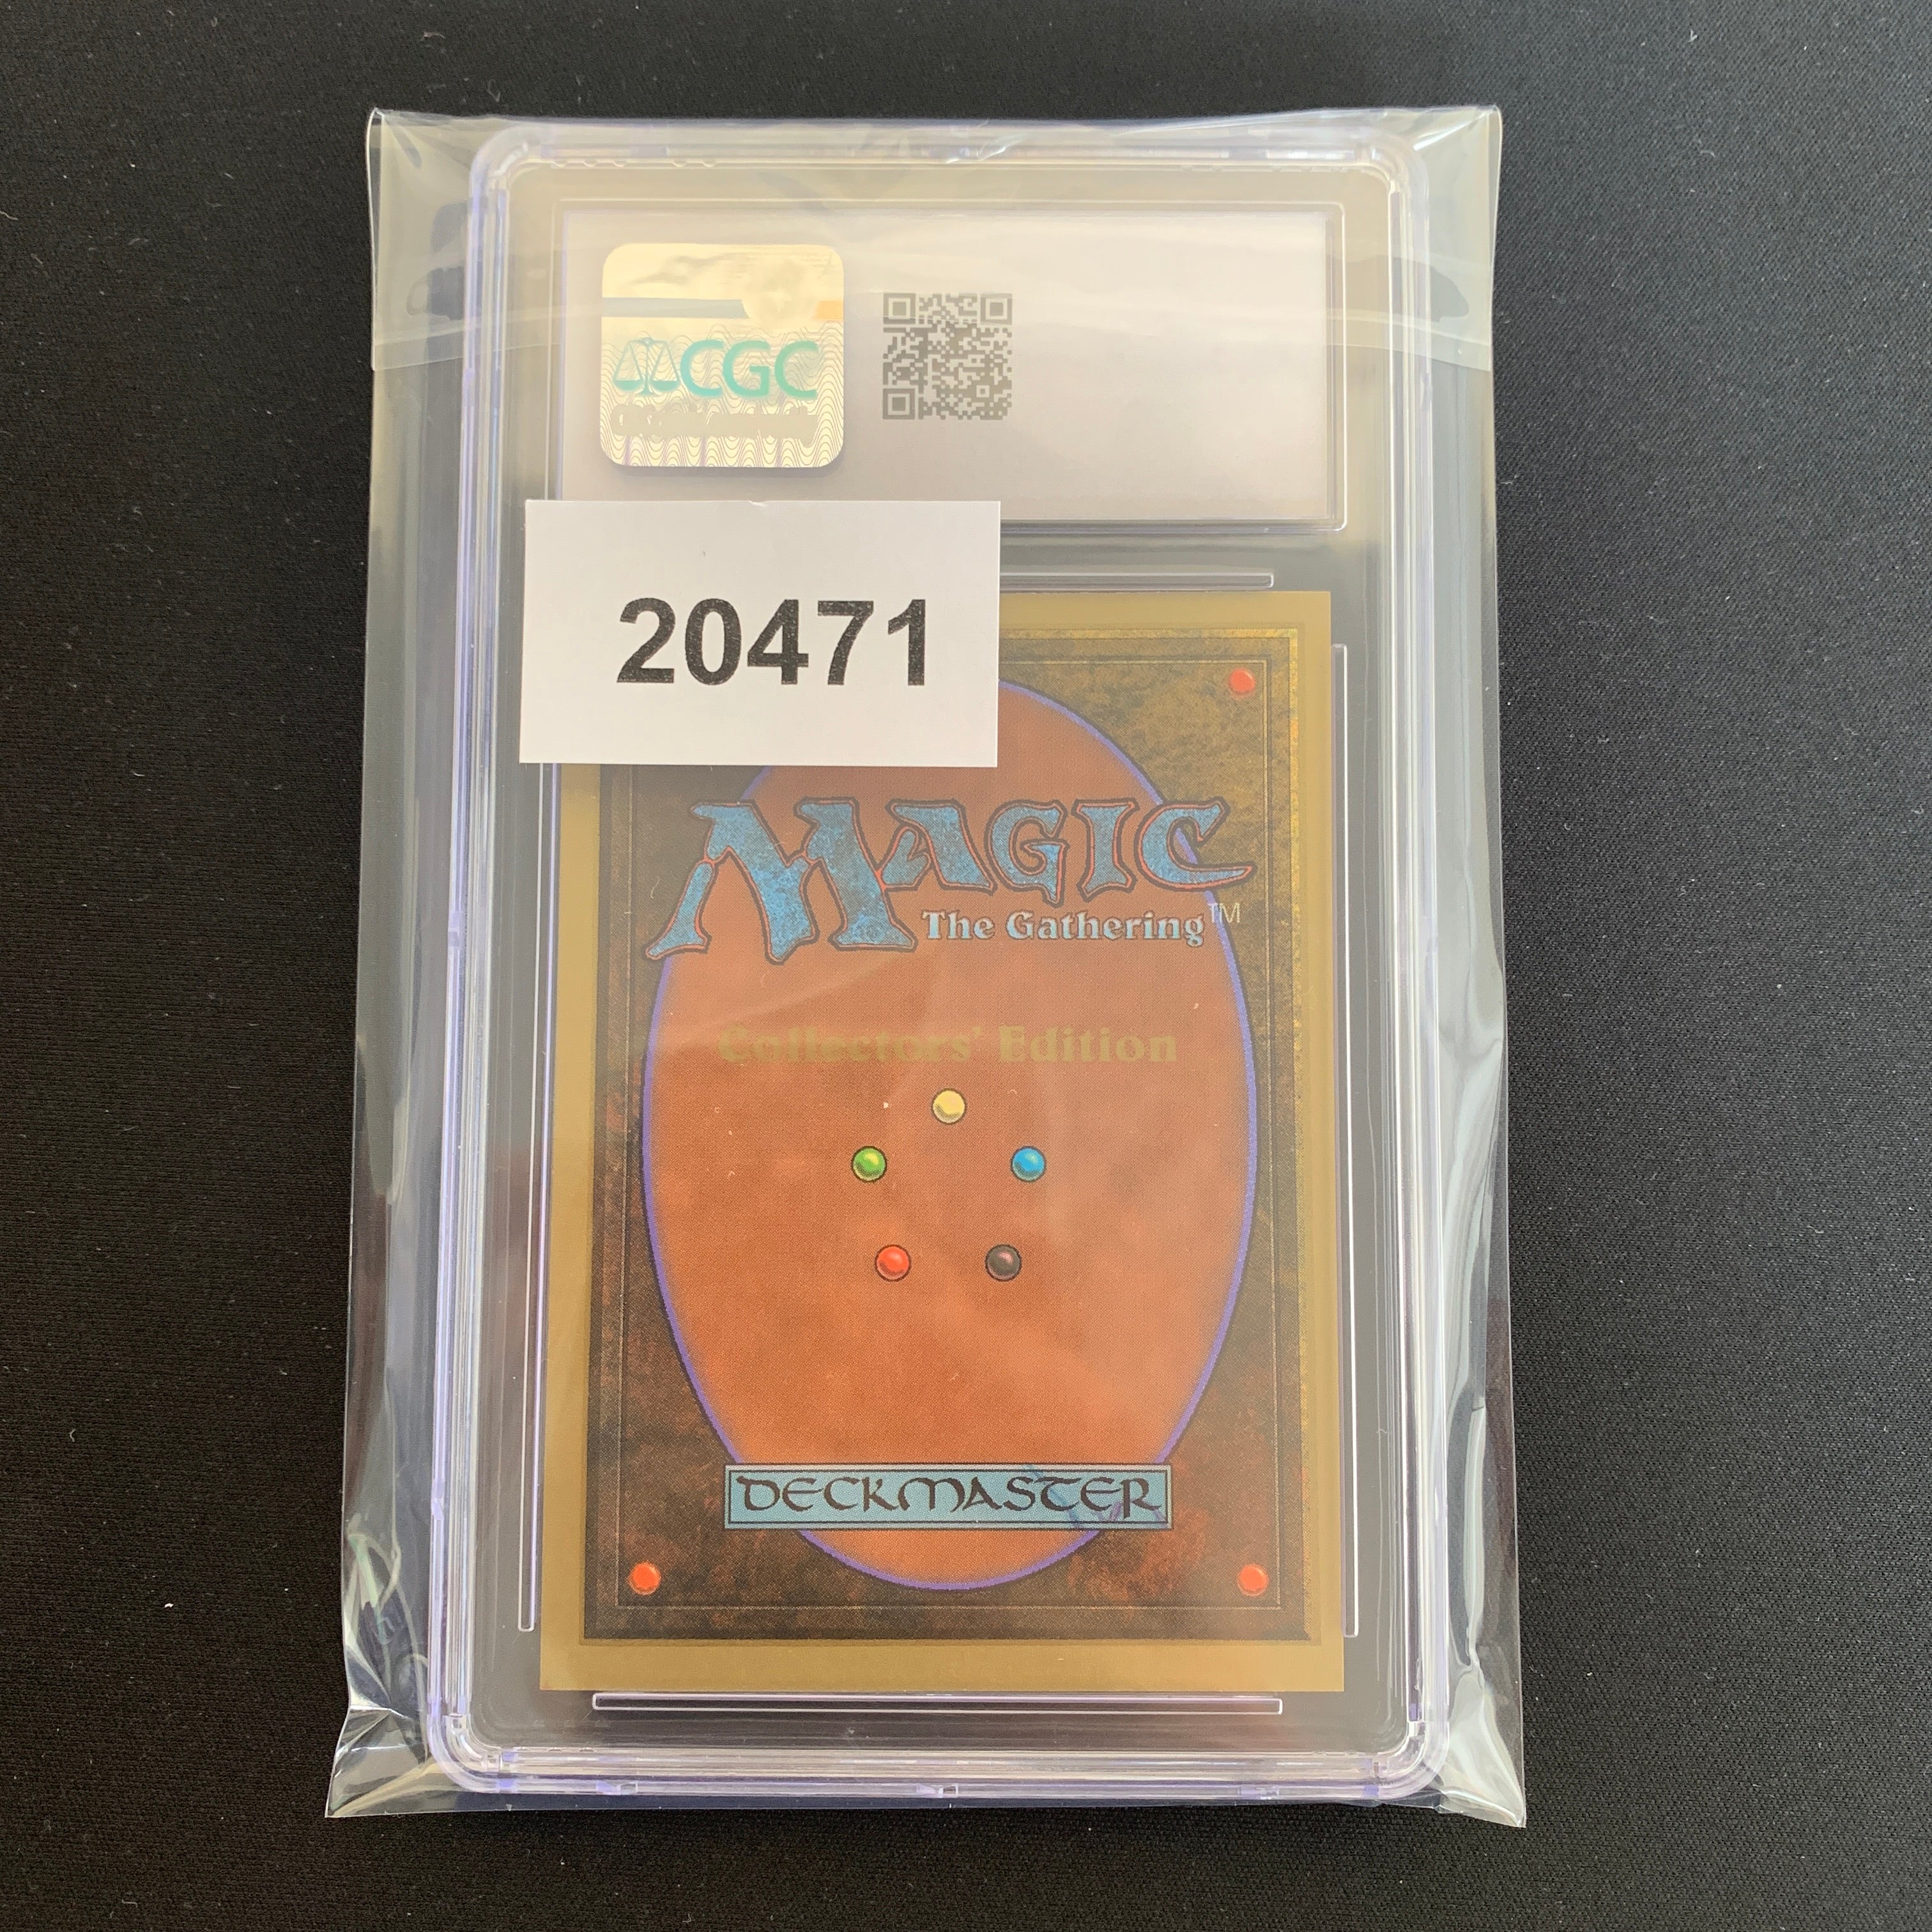 CGC
20471
MAGIC
The Gathering™
Collectors' Edition
DECKMASTER